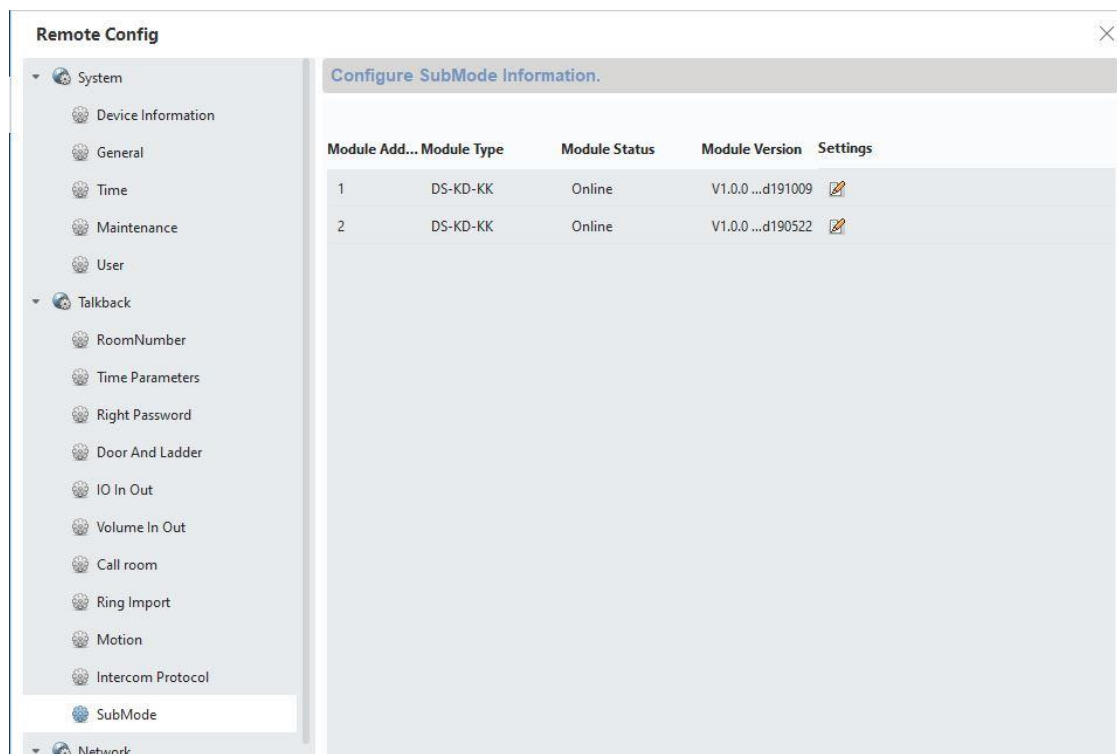 Remote Config
System
Device Information
General
Time
Maintenance
User
Talkback
RoomNumber
Time Parameters
Right Password
Door And Ladder
IO In Out
Volume In Out
Call room
Ring Import
Motion
Intercom Protocol
SubMode
Network
Configure SubMode Information.
Module Add... Module Type Module Status Module Version Settings
1 DS-KD-KK Online V1.0.0 ...d191009
2 DS-KD-KK Online V1.0.0 ...d190522